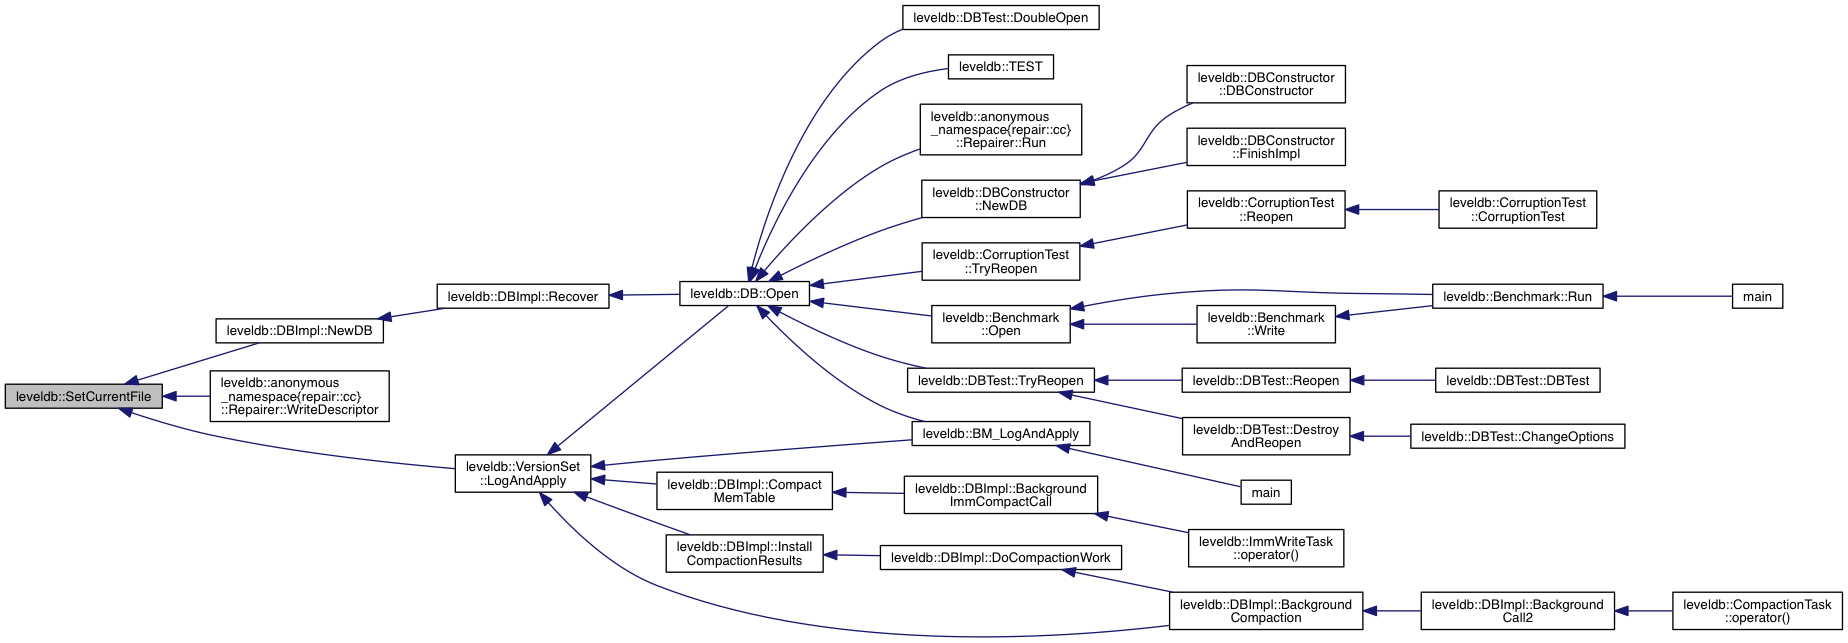 leveldb::SetCurrentFile
leveldb::DBImpl::NewDB
leveldb::anonymous
_namespace{repair::cc}
::Repairer::WriteDescriptor
leveldb::DBImpl::Recover
leveldb::VersionSet
::LogAndApply
leveldb::DB::Open
leveldb::DBImpl::Compact
MemTable
leveldb::DBImpl::Install
CompactionResults
leveldb::DBTest::DoubleOpen
leveldb::TEST
leveldb::anonymous
_namespace{repair::cc}
::Repairer::Run
leveldb::DBConstructor
::NewDB
leveldb::CorruptionTest
::TryReopen
leveldb::Benchmark
::Open
leveldb::DBTest::TryReopen
leveldb::BM_LogAndApply
leveldb::DBImpl::Background
ImmCompactCall
leveldb::DBImpl::DoCompactionWork
leveldb::DBConstructor
::DBConstructor
leveldb::DBConstructor
::FinishImpl
leveldb::CorruptionTest
::Reopen
leveldb::Benchmark
::Write
leveldb::DBTest::Reopen
leveldb::DBTest::Destroy
AndReopen
main
leveldb::ImmWriteTask
::operator()
leveldb::DBImpl::Background
Compaction
leveldb::CorruptionTest
::CorruptionTest
leveldb::Benchmark::Run
leveldb::DBTest::DBTest
leveldb::DBTest::ChangeOptions
leveldb::DBImpl::Background
Call2
main
leveldb::CompactionTask
::operator()